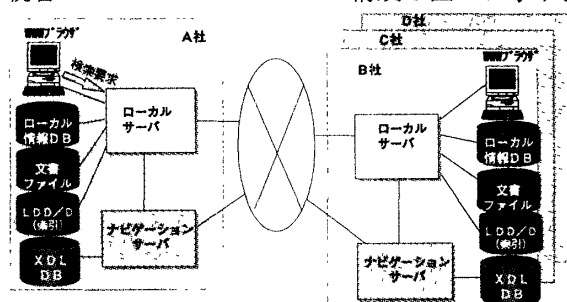 D社
C社
WWWブラウザ
A社
検索要求
B社
WWWブラウザ
ローカル
サーバ
ローカル
情報DB
文書
ファイル
LDD/D
(索引)
XDL
DB
ナビゲーション
サーバ
ローカル
サーバ
ローカル
情報DB
文書
ファイル
LDD/D
(索引)
XDL
DB
ナビゲーション
サーバ